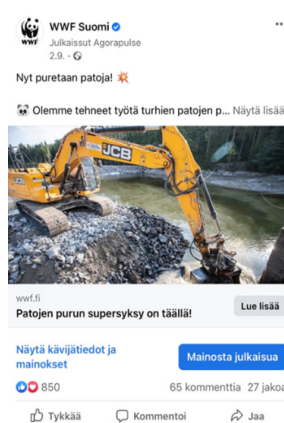 WWF Suomi
Julkaissut Agorapulse
2.9.
Nyt puretaan patoja!
Olemme tehneet työtä turhien patojen p... Näytä lisää
WWF
JCB
wwf.fi
Patojen purun supersyksy on täällä!
Lue lisää
Näytä kävijätiedot ja
mainokset
Mainosta julkaisua
850
65 kommenttia 27 jakoa
Tykkää Kommentoi Jaa